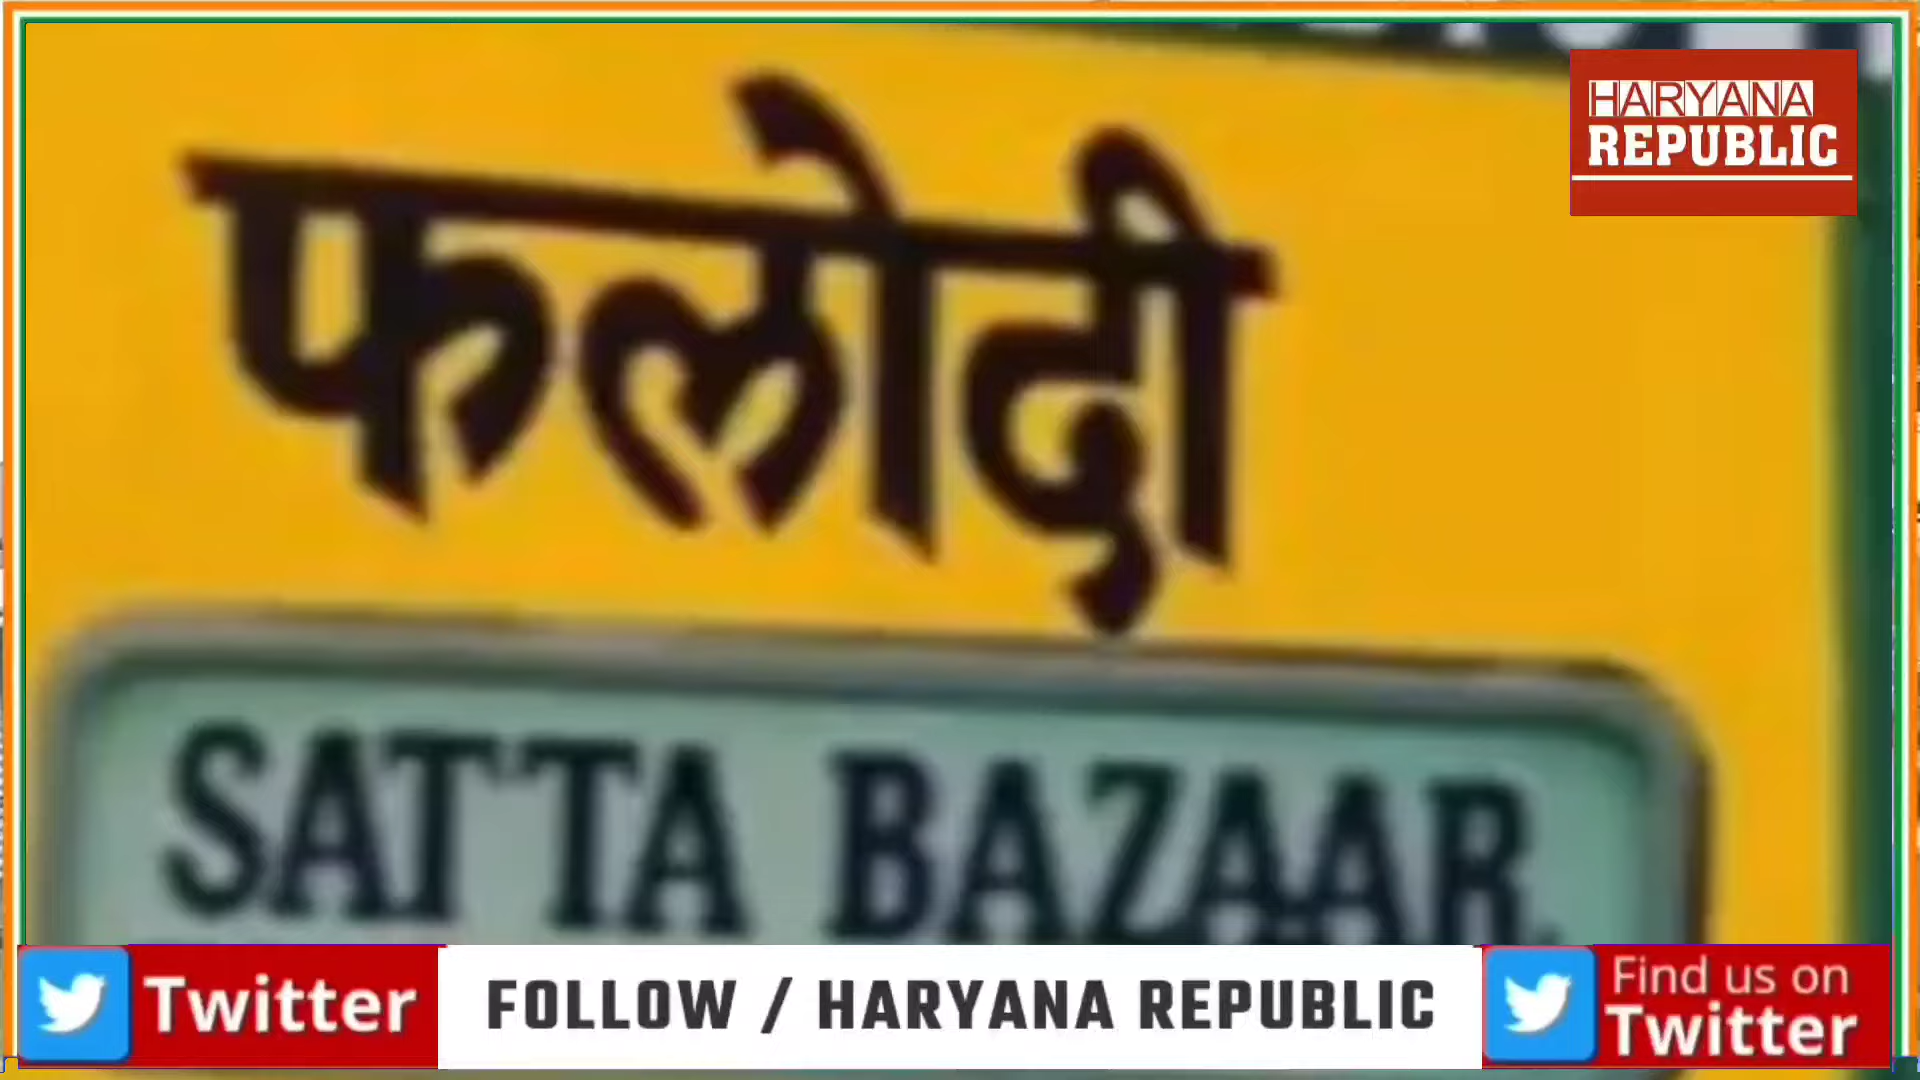 HARYANA
REPUBLIC
फलोदी
SATTA BAZAAR
Twitter
FOLLOW / HARYANA REPUBLIC
Find us on
Twitter